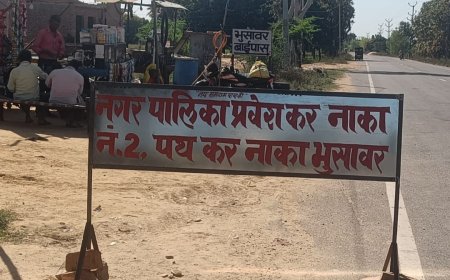 भुसावर
बाईपास
नगर पालिका प्रवेश कर नाका
नं.2. पथ कर नाका भुसावर